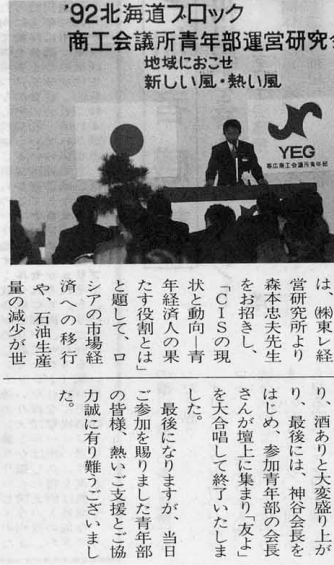 '92北海道ブロック
商工会議所青年部運営研究会
地域におこせ
新しい風・熱い風
YEG
帯広商工会議所青年部
は、㈱東レ経
営研究所より
森本忠夫先生
をお招きし、
「CISの現
状と動向―青
年経済人の果
たす役割とは」
と題して、ロ
シアの市場経
済への移行
や、石油生産
量の減少が世
り、酒ありと大変盛り上が
り、最後には、神谷会長を
はじめ、参加青年部の会長
さんが壇上に集まり「友よ」
を大合唱して終了いたしま
した。
最後になりますが、当日
ご参加を賜りました青年部
の皆様、熱いご支援とご協
力誠に有り難うございまし
た。